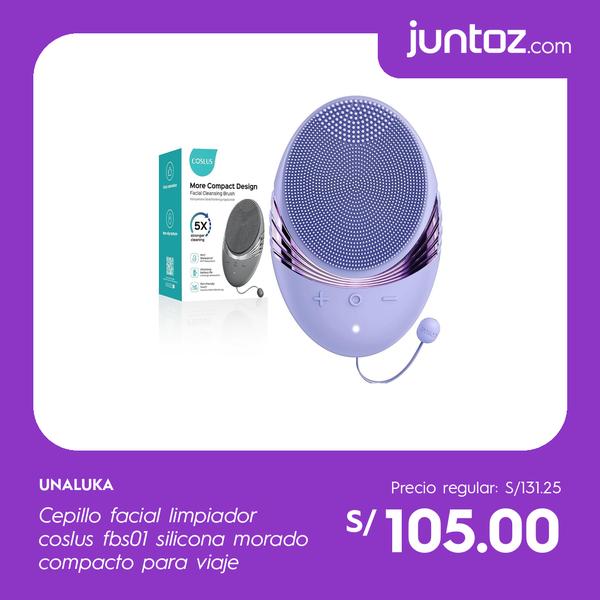 juntoz.com
COSLUS
More Compact Design
Facial Cleansing Brush
5X
stronger
cleaning
COSLUS
UNALUKA
Cepillo facial limpiador
coslus fbs01 silicona morado
compacto para viaje
Precio regular: S/131.25
S/105.00